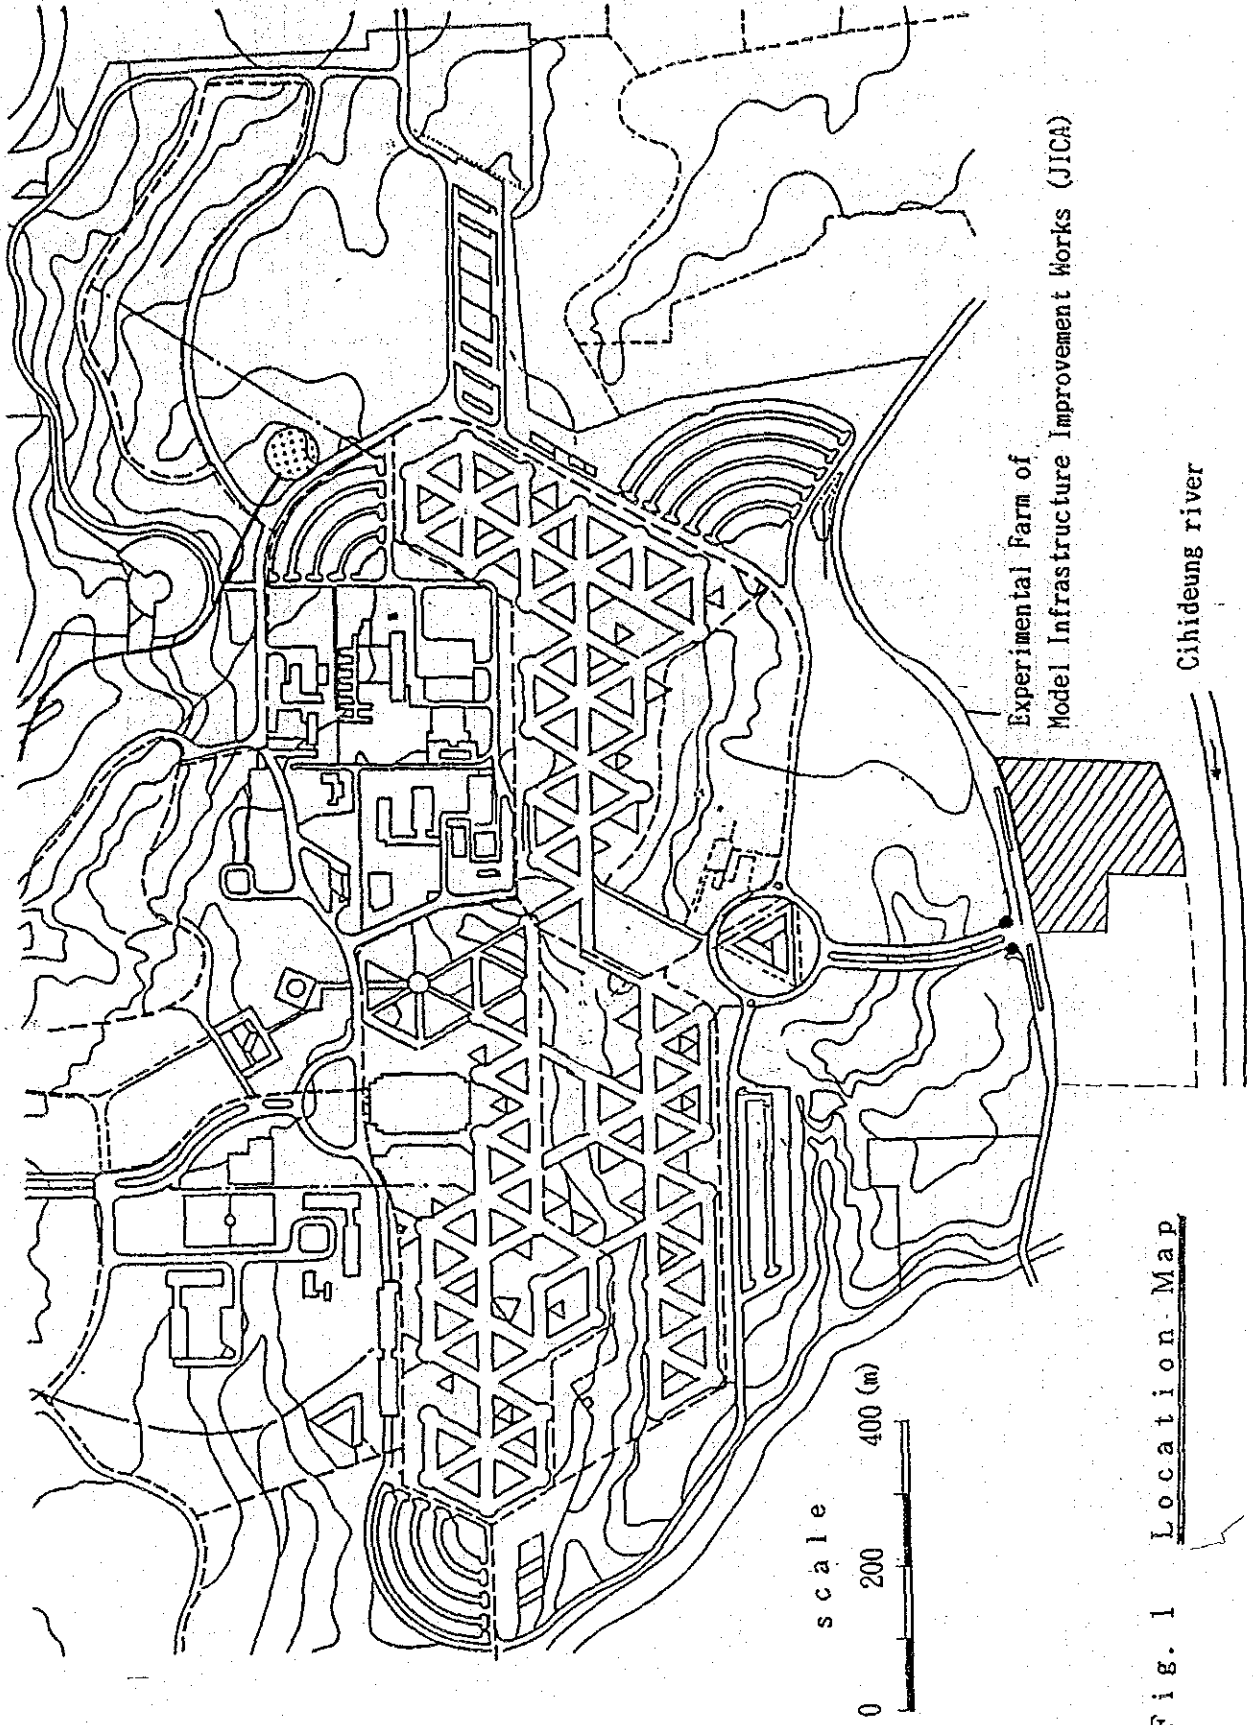 Experimental Farm of
Model Infrastructure Improvement Works (JICA)
Cihideung river
scale
0 200 400 (m)
Fig. 1 Location Map